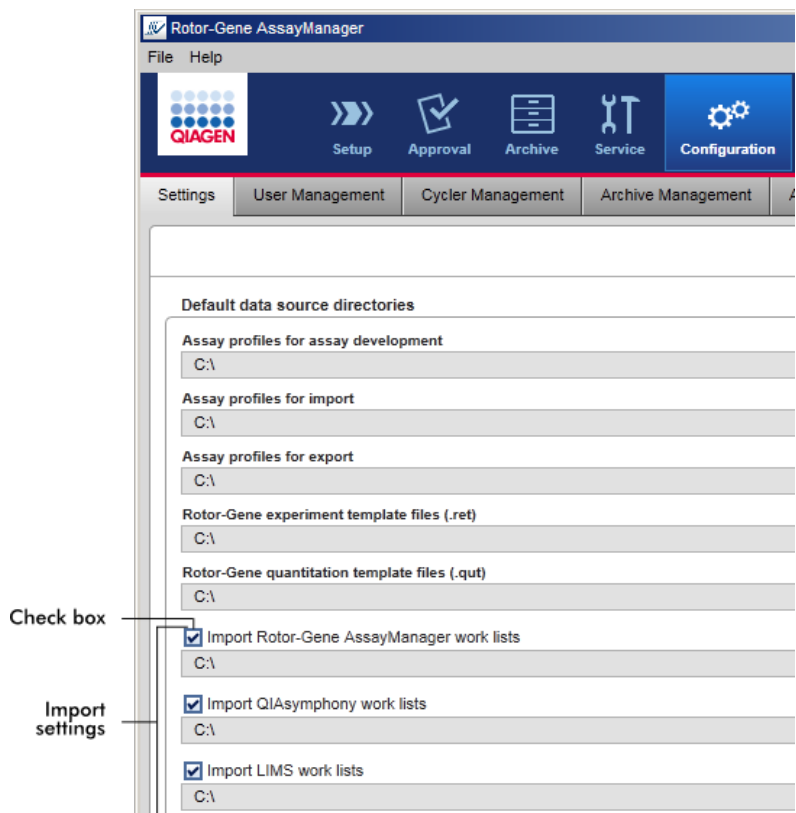 Rotor-Gene AssayManager
File Help
QIAGEN
Setup Approval Archive Service Configuration
Settings User Management Cycler Management Archive Management A
Default data source directories
Assay profiles for assay development
C:\
Assay profiles for import
C:\
Assay profiles for export
C:\
Rotor-Gene experiment template files (.ret)
C:\
Rotor-Gene quantitation template files (.qut)
C:\
Check box
Import Rotor-Gene AssayManager work lists
C:\
Import settings
Import QIAsymphony work lists
C:\
Import LIMS work lists
C:\